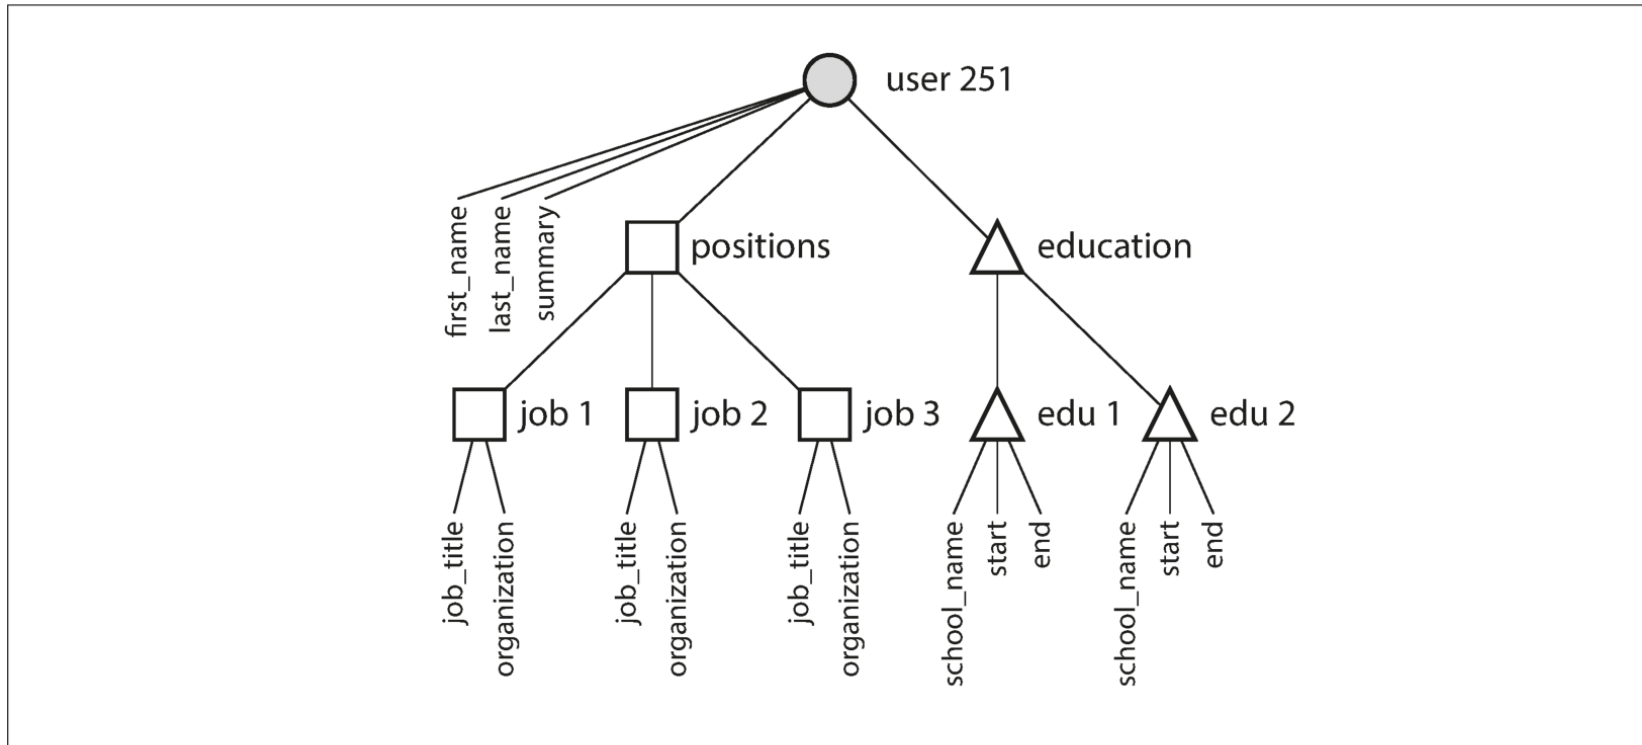 user 251
first_name
last_name
summary
positions
education
job 1
job 2
job 3
edu 1
edu 2
job_title
organization
job_title
organization
job_title
organization
school_name
start
end
school_name
start
end